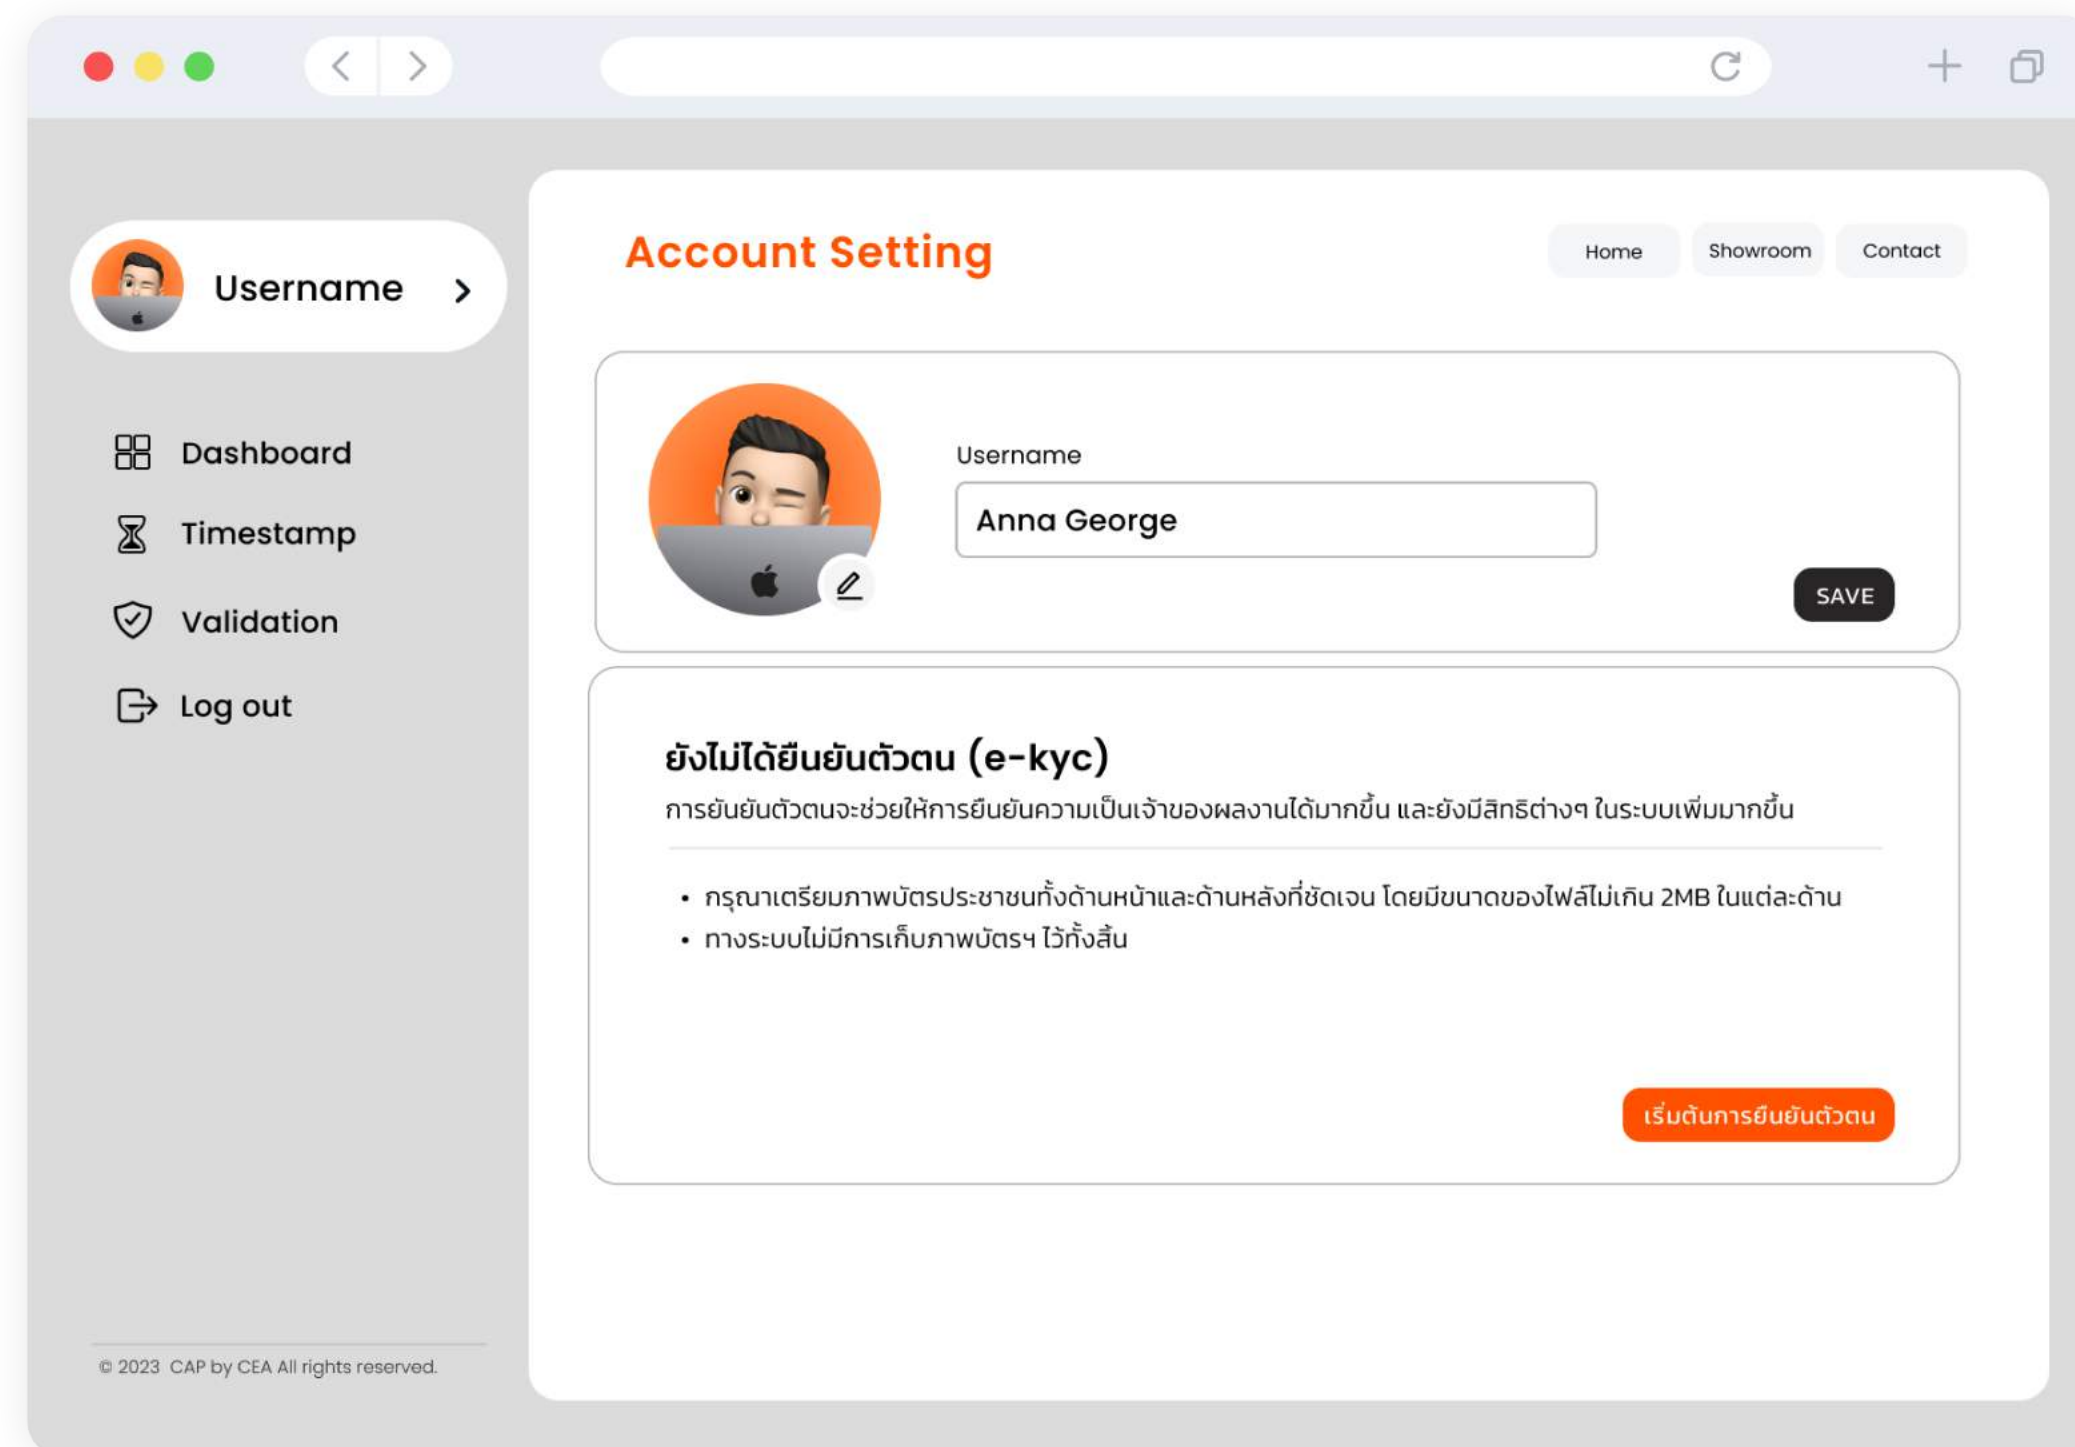 Username
Dashboard
Timestamp
Validation
Log out
© 2023 CAP by CEA All rights reserved.
Account Setting
Home Showroom Contact
Username
Anna George
SAVE
ยังไม่ได้ยืนยันตัวตน (e-kyc)
การยันยันตัวตนจะช่วยให้การยืนยันความเป็นเจ้าของผลงานได้มากขึ้น และยังมีสิทธิต่างๆ ในระบบเพิ่มมากขึ้น
• กรุณาเตรียมภาพบัตรประชาชนทั้งด้านหน้าและด้านหลังที่ชัดเจน โดยมีขนาดของไฟล์ไม่เกิน 2MB ในแต่ละด้าน
• ทางระบบไม่มีการเก็บภาพบัตรฯ ไว้ทั้งสิ้น
เริ่มต้นการยืนยันตัวตน